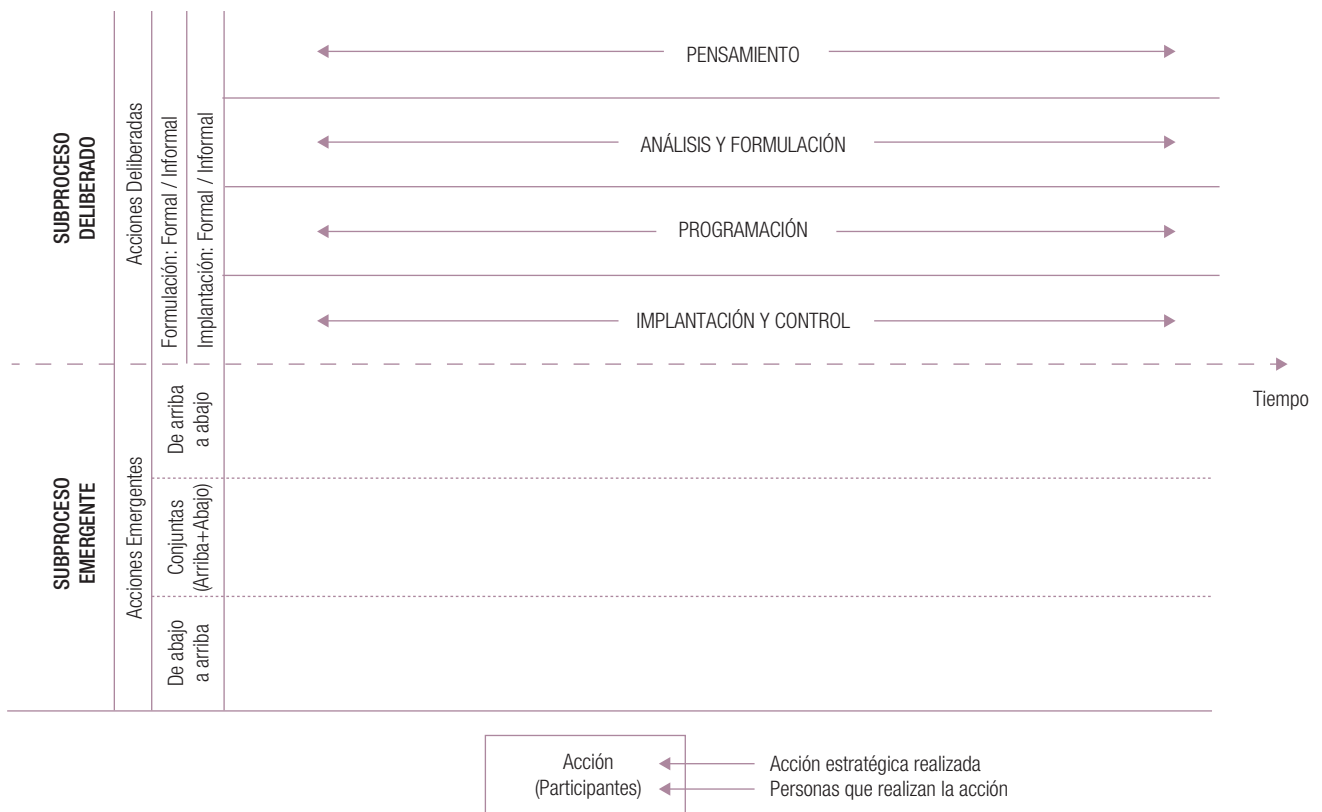 SUBPROCESO
DELIBERADO
Acciones Deliberadas
Formulación: Formal / Informal
Implantación: Formal / Informal
PENSAMIENTO
ANÁLISIS Y FORMULACIÓN
PROGRAMACIÓN
IMPLANTACIÓN Y CONTROL
Tiempo
SUBPROCESO
EMERGENTE
Acciones Emergentes
De arriba
a abajo
Conjuntas
(Arriba+Abajo)
De abajo
a arriba
Acción
(Participantes)
Acción estratégica realizada
Personas que realizan la acción